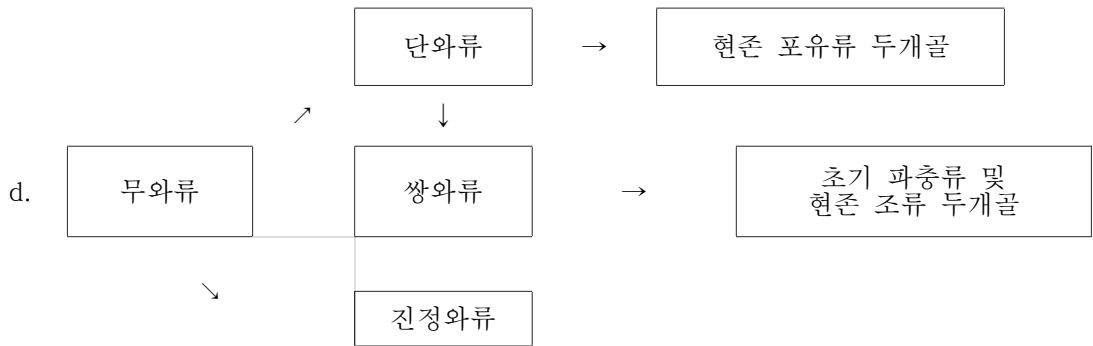 단와류 → 현존 포유류 두개골
↗ ↓
d. 무와류 쌍와류 → 초기 파충류 및
현존 조류 두개골
↘
진정와류